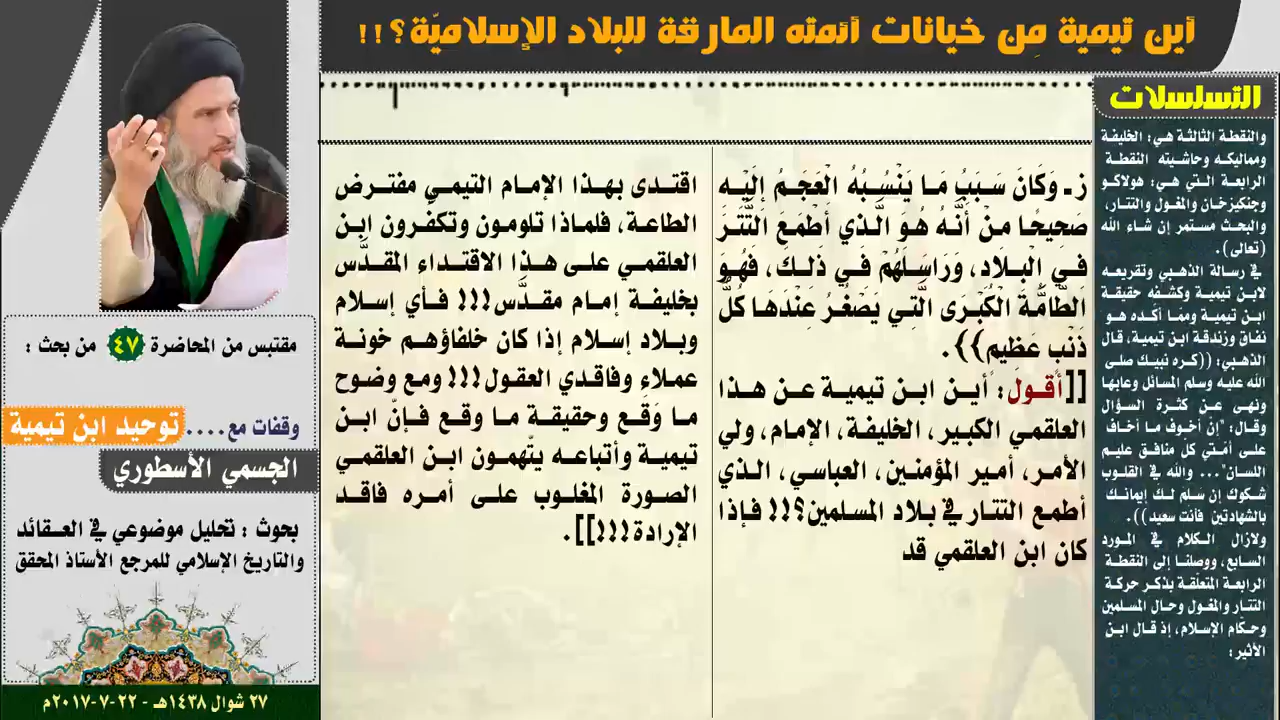 أين تيمية مِن خيانات أئمته المارقة للبلاد الإسلاميّة؟!!
التسلسلات
والنقطة الثالثة هي: الخليفة
ومماليكه وحاشيته النقطة
الرابعة التي هي: هولاكو
وجنكيزخان والمغول والتتار،
والبحث مستمر إن شاء الله
(تعالى).
في رسالة الذهبي وتقريعه
لابن تيمية وكشفه حقيقة
ابن تيمية وممّا أكده هو
نفاق وزندقة ابن تيمية، قال
الذهبي: ((كره نبيك صلى
الله عليه وسلم المسائل وعابها
ونهى عن كثرة السؤال
وقال: "إن أخوف ما أخاف
على أمّتي كل منافق عليم
اللسان"... والله في القلوب
شكوك إن سلم لك إيمانك
بالشهادتين فأنت سعيد)).
ولازال الكلام في المورد
السابع، ووصلنا إلى النقطة
الرابعة المتعلّقة بذكر حركة
التتار والمغول وحال المسلمين
وحكّام الإسلام، إذ قال ابن
الأثير:
ز ـ وَكَانَ سَبَبُ مَا يَنْسُبُهُ الْعَجَمُ إِلَيْهِ
صَحِيحًا مِنْ أَنَّهُ هُوَ الَّذي أَطْمَعَ التَّتَرَ
فِي الْبِلَادِ، وَرَاسَلَهُمْ فِي ذَلِكَ، فَهُوَ
الطَّامَّةُ الْكُبْرَى الَّتِي يَصْغُرُ عِنْدَهَا كُلُّ
ذَنْبٍ عَظِيمٍ)}.
[[أقول: أين ابن تيمية عن هذا
العلقمي الكبير، الخليفة، الإمام، ولي
الأمر، أمير المؤمنين، العباسي، الذي
أطمع التتار في بلاد المسلمين؟!! فإذا
كان ابن العلقمي قد
اقتدى بهذا الإمام التيمي مفترض
الطاعة، فلماذا تلومون وتكفّرون ابن
العلقمي على هذا الاقتداء المقدَّس
بخليفة إمام مقدَّس!!! فأي إسلام
وبلاد إسلام إذا كان خلفاؤهم خونة
عملاء وفاقدي العقول!!! ومع وضوح
ما وَقَع وحقيقة ما وقع فإنّ ابن
تيمية وأتباعه يتّهمون ابن العلقمي
الصورة المغلوب على أمره فاقد
الإرادة!!!]].
مقتبس من المحاضرة ٤٧ من بحث :
وقفات مع.... توحيد ابن تيمية
الجسمي الأسطوري
بحوث : تحليل موضوعي في العقائد
والتاريخ الإسلامي للمرجع الأستاذ المحقق
٢٧ شوال ١٤٣٨هـ - ٢٢-٧-٢٠١٧م